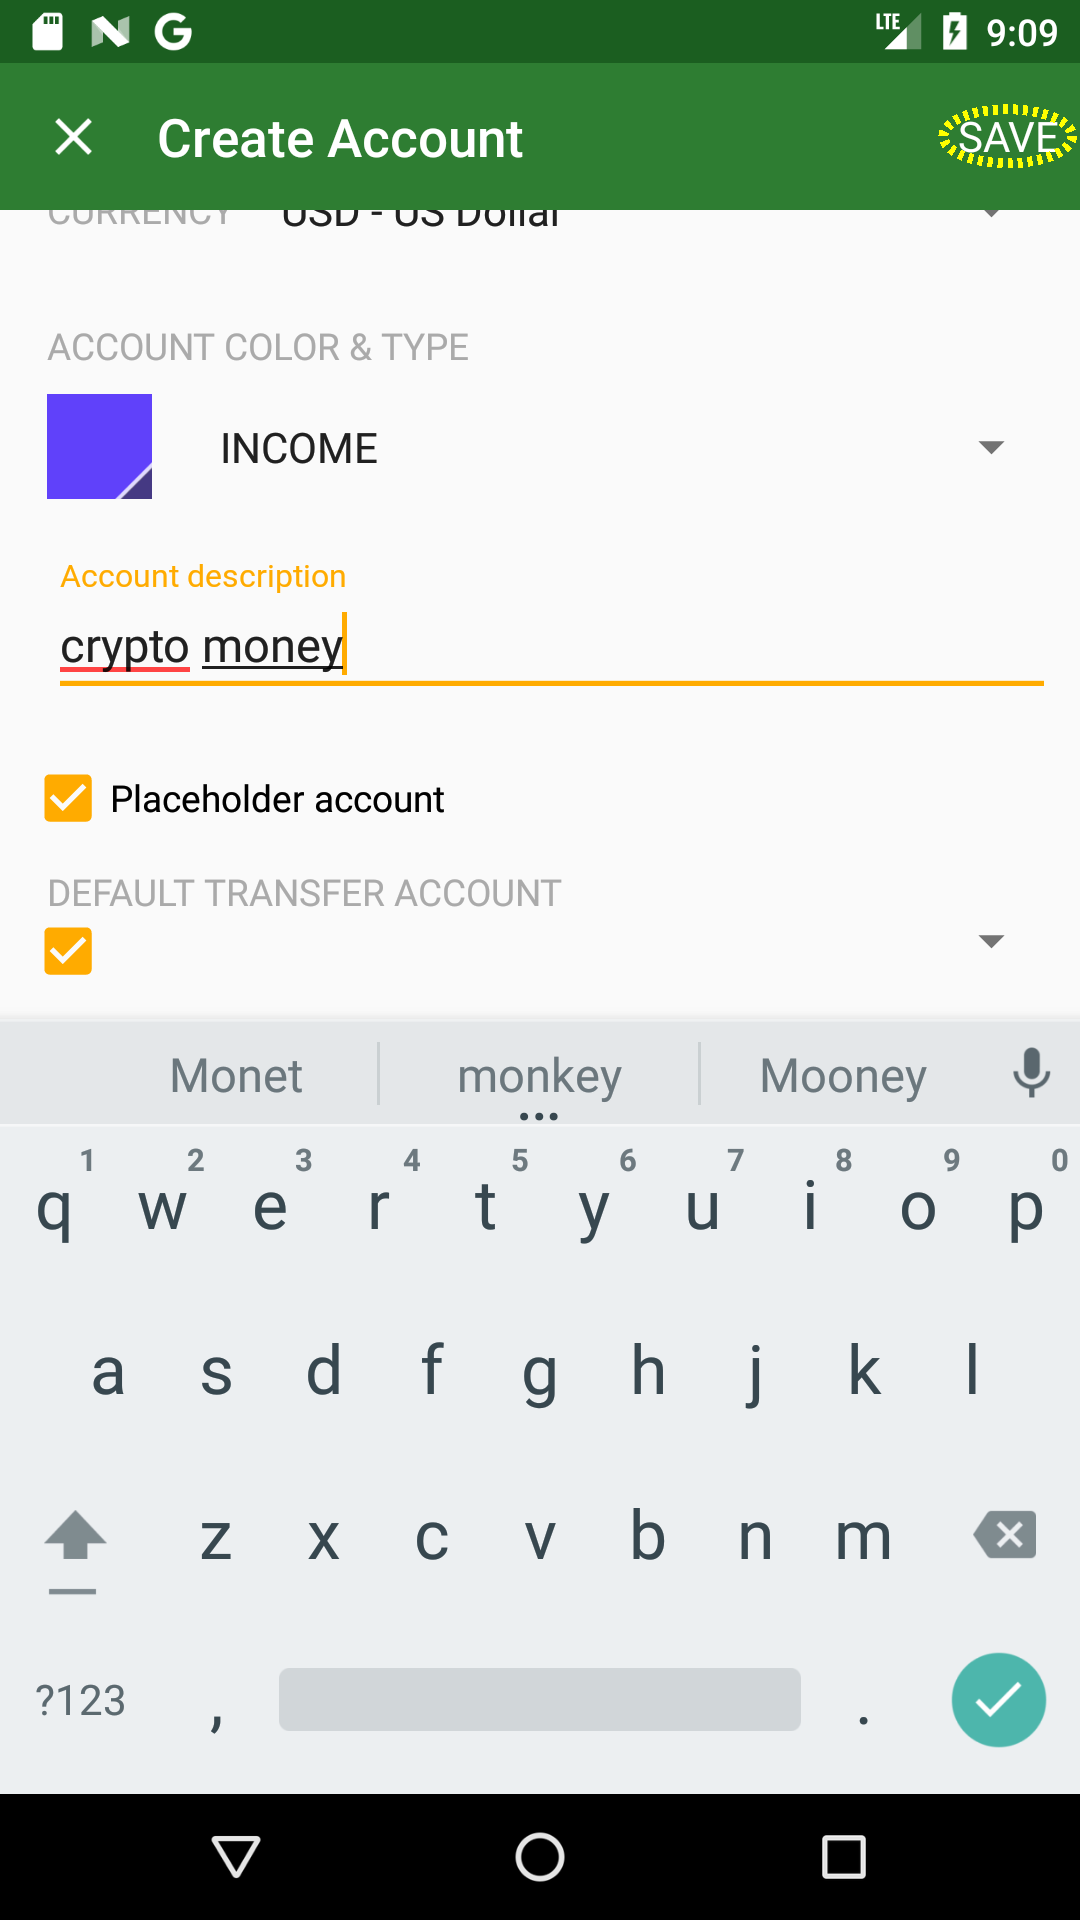 LTE 9:09
Create Account SAVE
CURRENCY USD - US Dollar
ACCOUNT COLOR & TYPE
INCOME
Account description
crypto money
Placeholder account
DEFAULT TRANSFER ACCOUNT
Monet monkey Mooney
1 2 3 4 5 6 7 8 9 0
q w e r t y u i o p
a s d f g h j k l
z x c v b n m
?123 , .